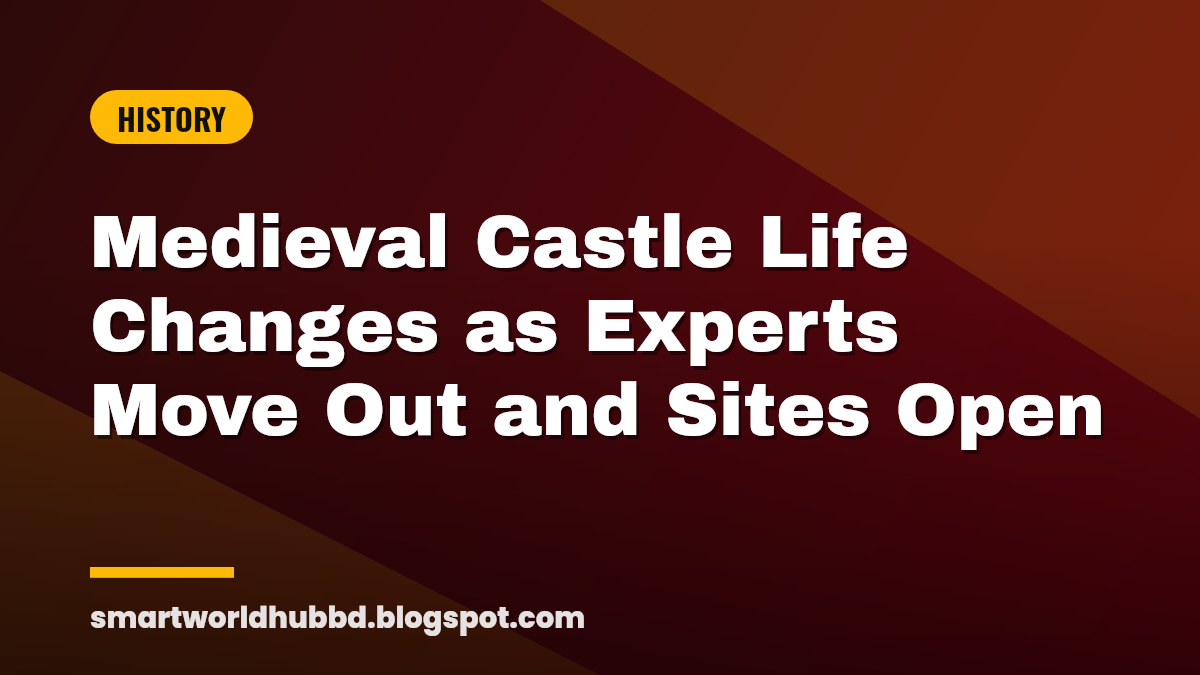 HISTORY
Medieval Castle Life
Changes as Experts
Move Out and Sites Open
smartworldhubbd.blogspot.com